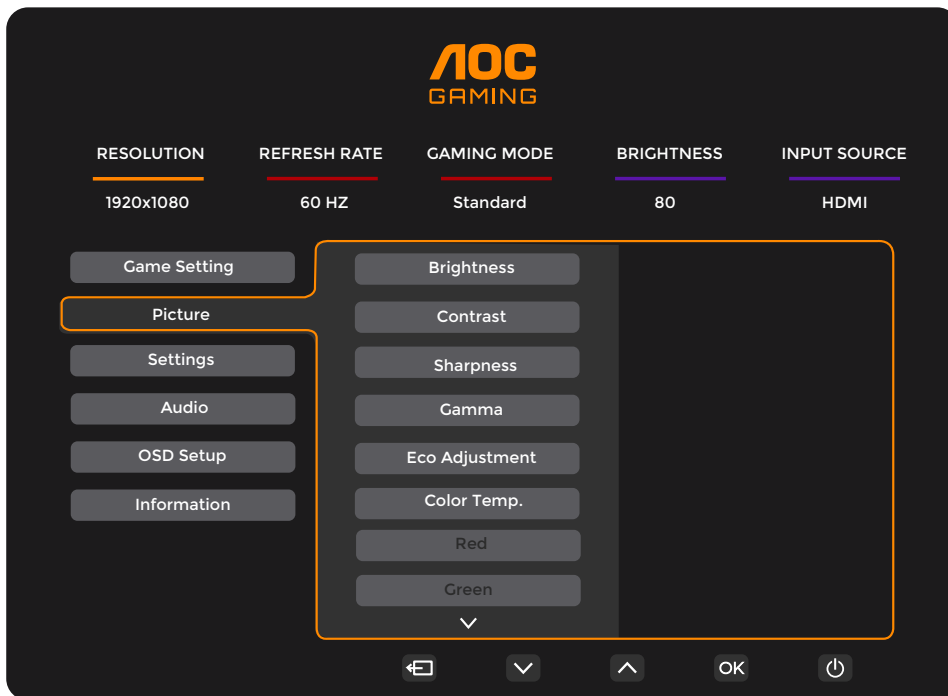 AOC
GAMING
RESOLUTION REFRESH RATE GAMING MODE BRIGHTNESS INPUT SOURCE
1920x1080 60 HZ Standard 80 HDMI
Game Setting
Picture
Settings
Audio
OSD Setup
Information
Brightness
Contrast
Sharpness
Gamma
Eco Adjustment
Color Temp.
Red
Green
OK